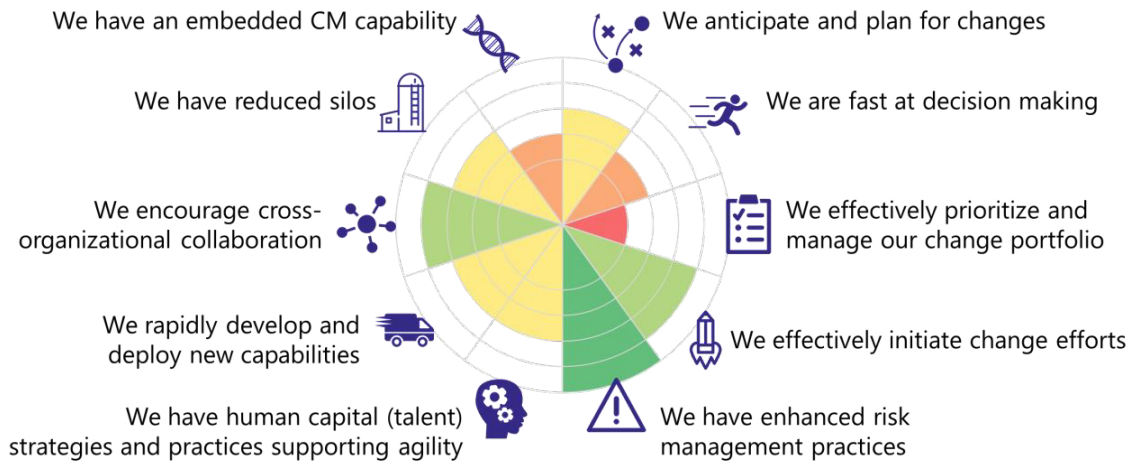 We have an embedded CM capability
We anticipate and plan for changes
We have reduced silos
We are fast at decision making
We encourage cross-
organizational collaboration
We effectively prioritize and
manage our change portfolio
We rapidly develop and
deploy new capabilities
We effectively initiate change efforts
We have human capital (talent)
strategies and practices supporting agility
We have enhanced risk
management practices